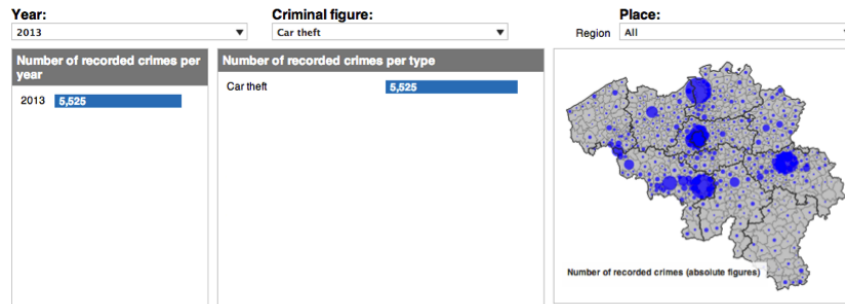 Year:
2013
Criminal figure:
Car theft
Place:
Region All
Number of recorded crimes per
year
2013 5,525
Number of recorded crimes per type
Car theft 5,525
Number of recorded crimes (absolute figures)